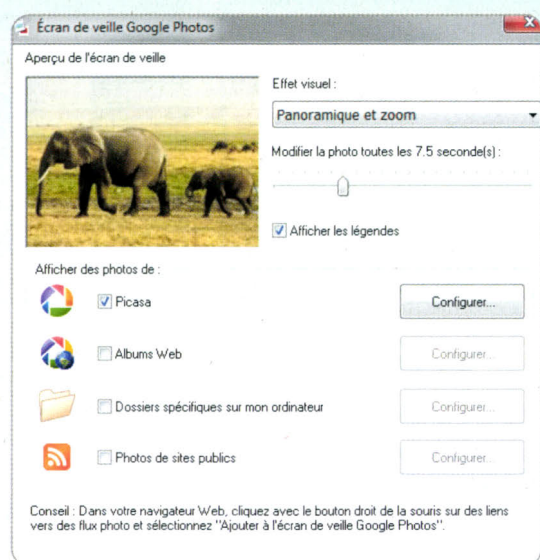 Écran de veille Google Photos
Aperçu de l'écran de veille
Effet visuel :
Panoramique et zoom
Modifier la photo toutes les 7.5 seconde(s) :
Afficher les légendes
Afficher des photos de :
Picasa
Configurer...
Albums Web
Configurer...
Dossiers spécifiques sur mon ordinateur
Configurer...
Photos de sites publics
Configurer...
Conseil : Dans votre navigateur Web, cliquez avec le bouton droit de la souris sur des liens
vers des flux photo et sélectionnez "Ajouter à l'écran de veille Google Photos".